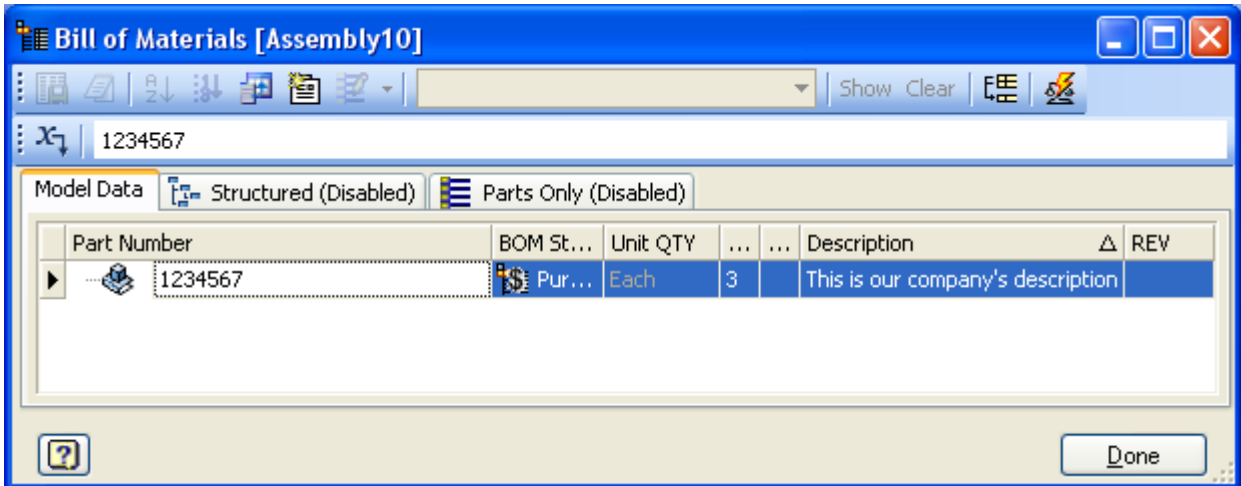 Bill of Materials [Assembly10]
Show Clear
1234567
Model Data Structured (Disabled) Parts Only (Disabled)
Part Number BOM St... Unit QTY ... ... Description REV
1234567 Pur... Each 3 This is our company's description
Done